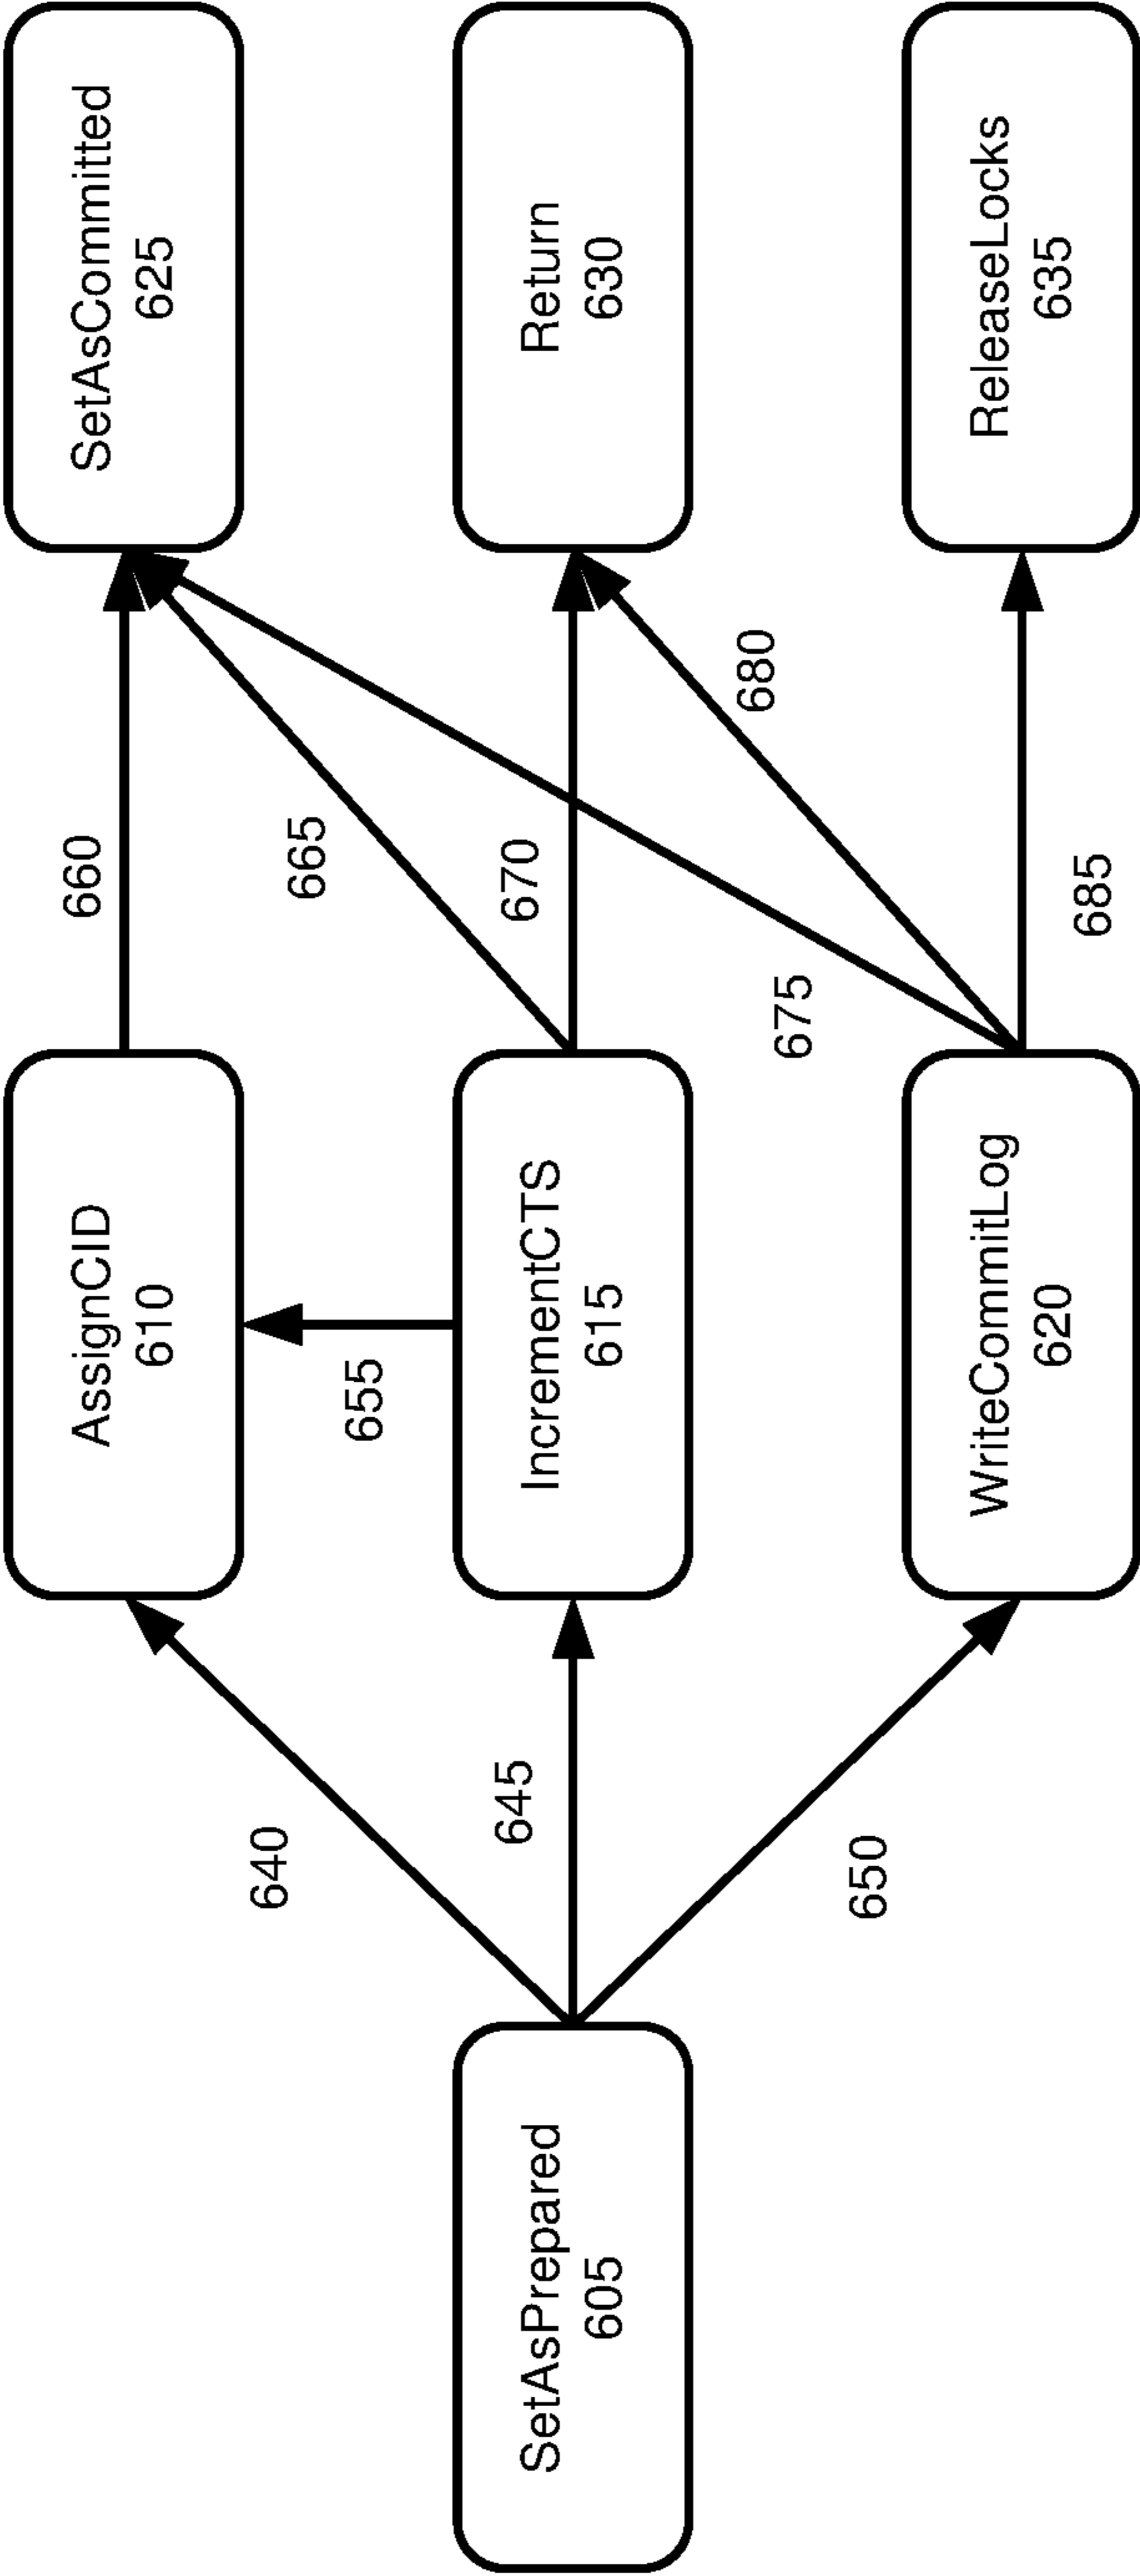 SetAsPrepared
605
640
645
650
AssignCID
610
655
IncrementCTS
615
WriteCommitLog
620
660
665
670
675
680
685
SetAsCommitted
625
Return
630
ReleaseLocks
635